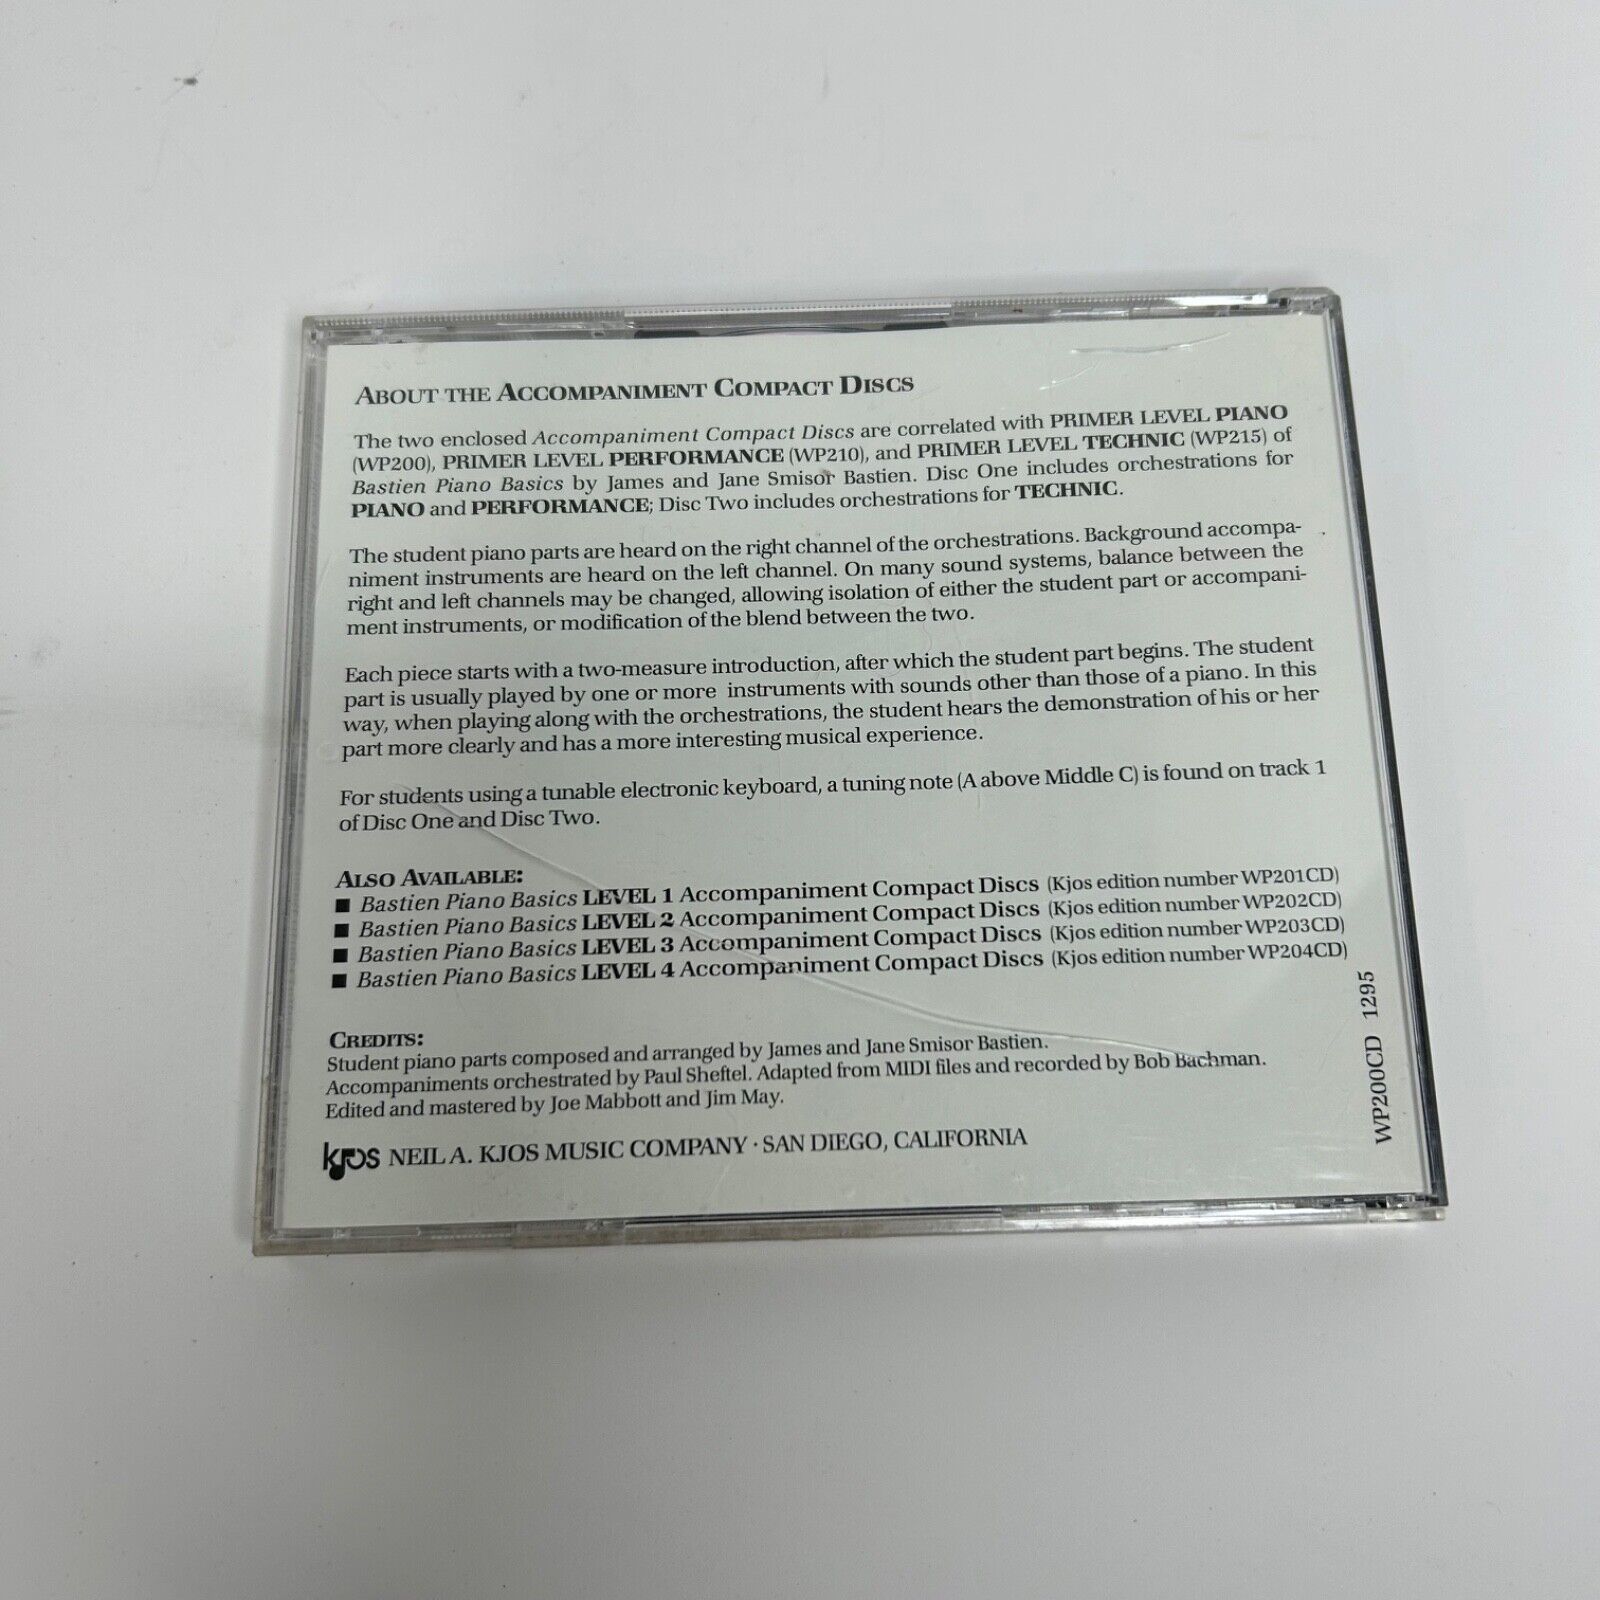 ABOUT THE ACCOMPANIMENT COMPACT DISCS
The two enclosed Accompaniment Compact Discs are correlated with PRIMER LEVEL PIANO
(WP200), PRIMER LEVEL PERFORMANCE (WP210), and PRIMER LEVEL TECHNIC (WP215) of
Bastien Piano Basics by James and Jane Smisor Bastien. Disc One includes orchestrations for
PIANO and PERFORMANCE; Disc Two includes orchestrations for TECHNIC.
The student piano parts are heard on the right channel of the orchestrations. Background accompa-
niment instruments are heard on the left channel. On many sound systems, balance between the
right and left channels may be changed, allowing isolation of either the student part or accompani-
ment instruments, or modification of the blend between the two.
Each piece starts with a two-measure introduction, after which the student part begins. The student
part is usually played by one or more instruments with sounds other than those of a piano. In this
way, when playing along with the orchestrations, the student hears the demonstration of his or her
part more clearly and has a more interesting musical experience.
For students using a tunable electronic keyboard, a tuning note (A above Middle C) is found on track 1
of Disc One and Disc Two.
ALSO AVAILABLE:
■ Bastien Piano Basics LEVEL 1 Accompaniment Compact Discs (Kjos edition number WP201CD)
■ Bastien Piano Basics LEVEL 2 Accompaniment Compact Discs (Kjos edition number WP202CD)
■ Bastien Piano Basics LEVEL 3 Accompaniment Compact Discs (Kjos edition number WP203CD)
■ Bastien Piano Basics LEVEL 4 Accompaniment Compact Discs (Kjos edition number WP204CD)
CREDITS:
Student piano parts composed and arranged by James and Jane Smisor Bastien.
Accompaniments orchestrated by Paul Sheftel. Adapted from MIDI files and recorded by Bob Bachman.
Edited and mastered by Joe Mabbott and Jim May.
kjos NEIL A. KJOS MUSIC COMPANY · SAN DIEGO, CALIFORNIA
WP200CD 1295